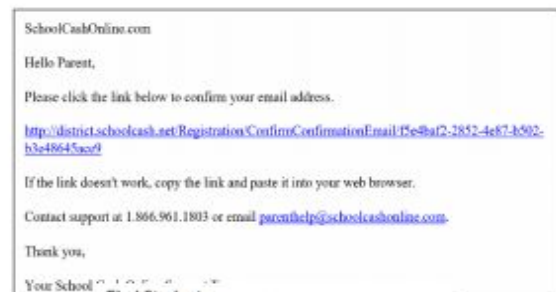 SchoolCashOnline.com
Hello Parent,
Please click the link below to confirm your email address.
http://district.schoolcash.net/Registration/ConfirmConfirmationEmail/f5e4baf2-2852-4e87-b502-
b3e48645ace9
If the link doesn't work, copy the link and paste it into your web browser.
Contact support at 1.866.961.1803 or email parenthelp@schoolcashonline.com.
Thank you,
Your School